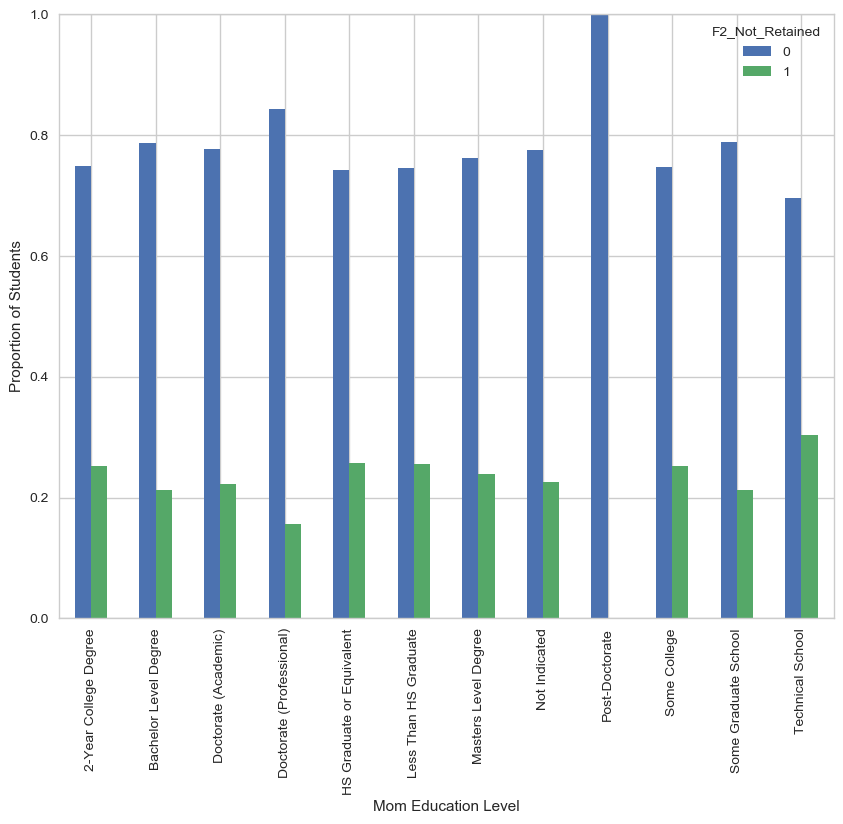 F2_Not_Retained
0
1
Proportion of Students
1.0
0.8
0.6
0.4
0.2
0.0
2-Year College Degree
Bachelor Level Degree
Doctorate (Academic)
Doctorate (Professional)
HS Graduate or Equivalent
Less Than HS Graduate
Masters Level Degree
Not Indicated
Post-Doctorate
Some College
Some Graduate School
Technical School
Mom Education Level